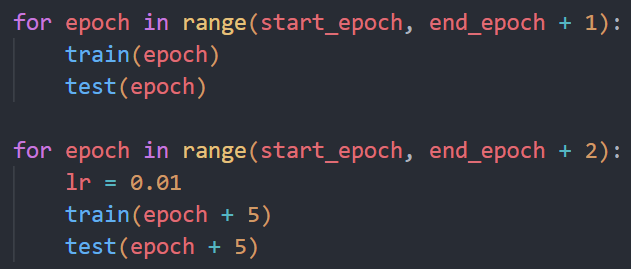 for epoch in range(start_epoch, end_epoch + 1):
    train(epoch)
    test(epoch)

for epoch in range(start_epoch, end_epoch + 2):
    lr = 0.01
    train(epoch + 5)
    test(epoch + 5)